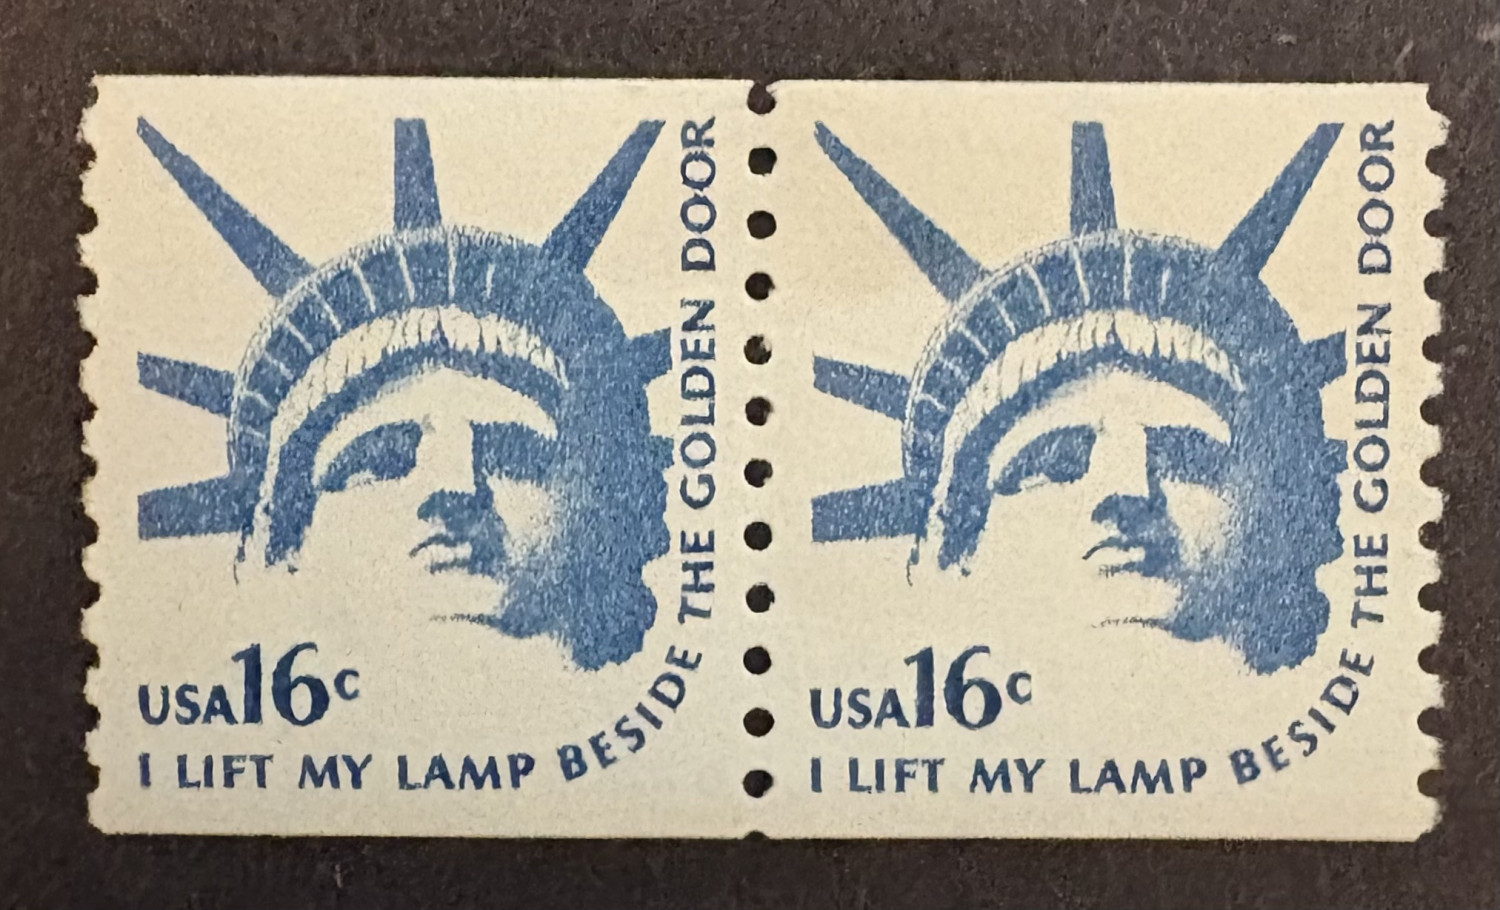 USA16c
I LIFT MY LAMP BESIDE THE GOLDEN DOOR
USA16c
I LIFT MY LAMP BESIDE THE GOLDEN DOOR